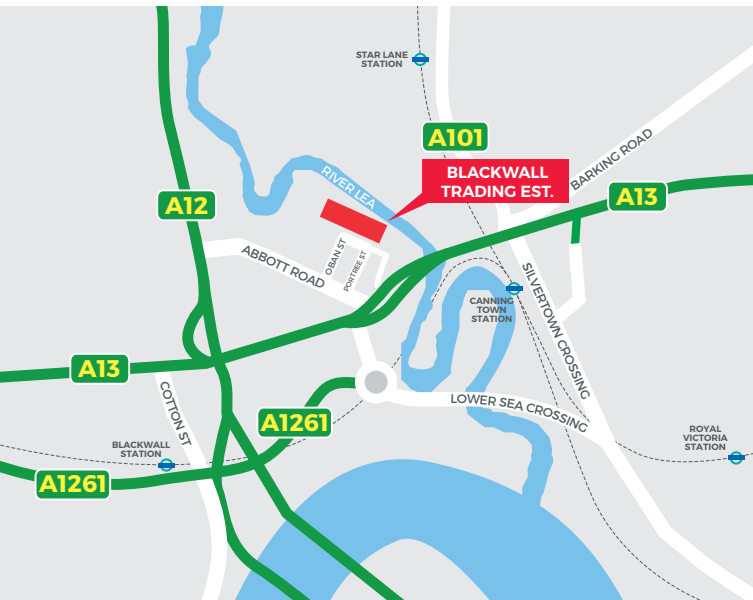 STAR LANE
STATION
A101
BARKING ROAD
BLACKWALL
TRADING EST.
RIVER LEA
A13
A12
OBAN ST
PORTREE ST
ABBOTT ROAD
CANNING
TOWN
STATION
SILVERTOWN CROSSING
A13
COTTON ST
LOWER SEA CROSSING
A1261
BLACKWALL
STATION
ROYAL
VICTORIA
STATION
A1261